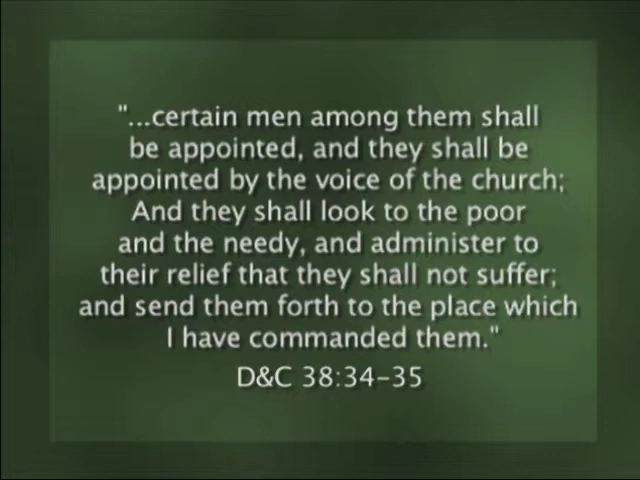 "...certain men among them shall
be appointed, and they shall be
appointed by the voice of the church;
And they shall look to the poor
and the needy, and administer to
their relief that they shall not suffer;
and send them forth to the place which
I have commanded them."
D&C 38:34-35